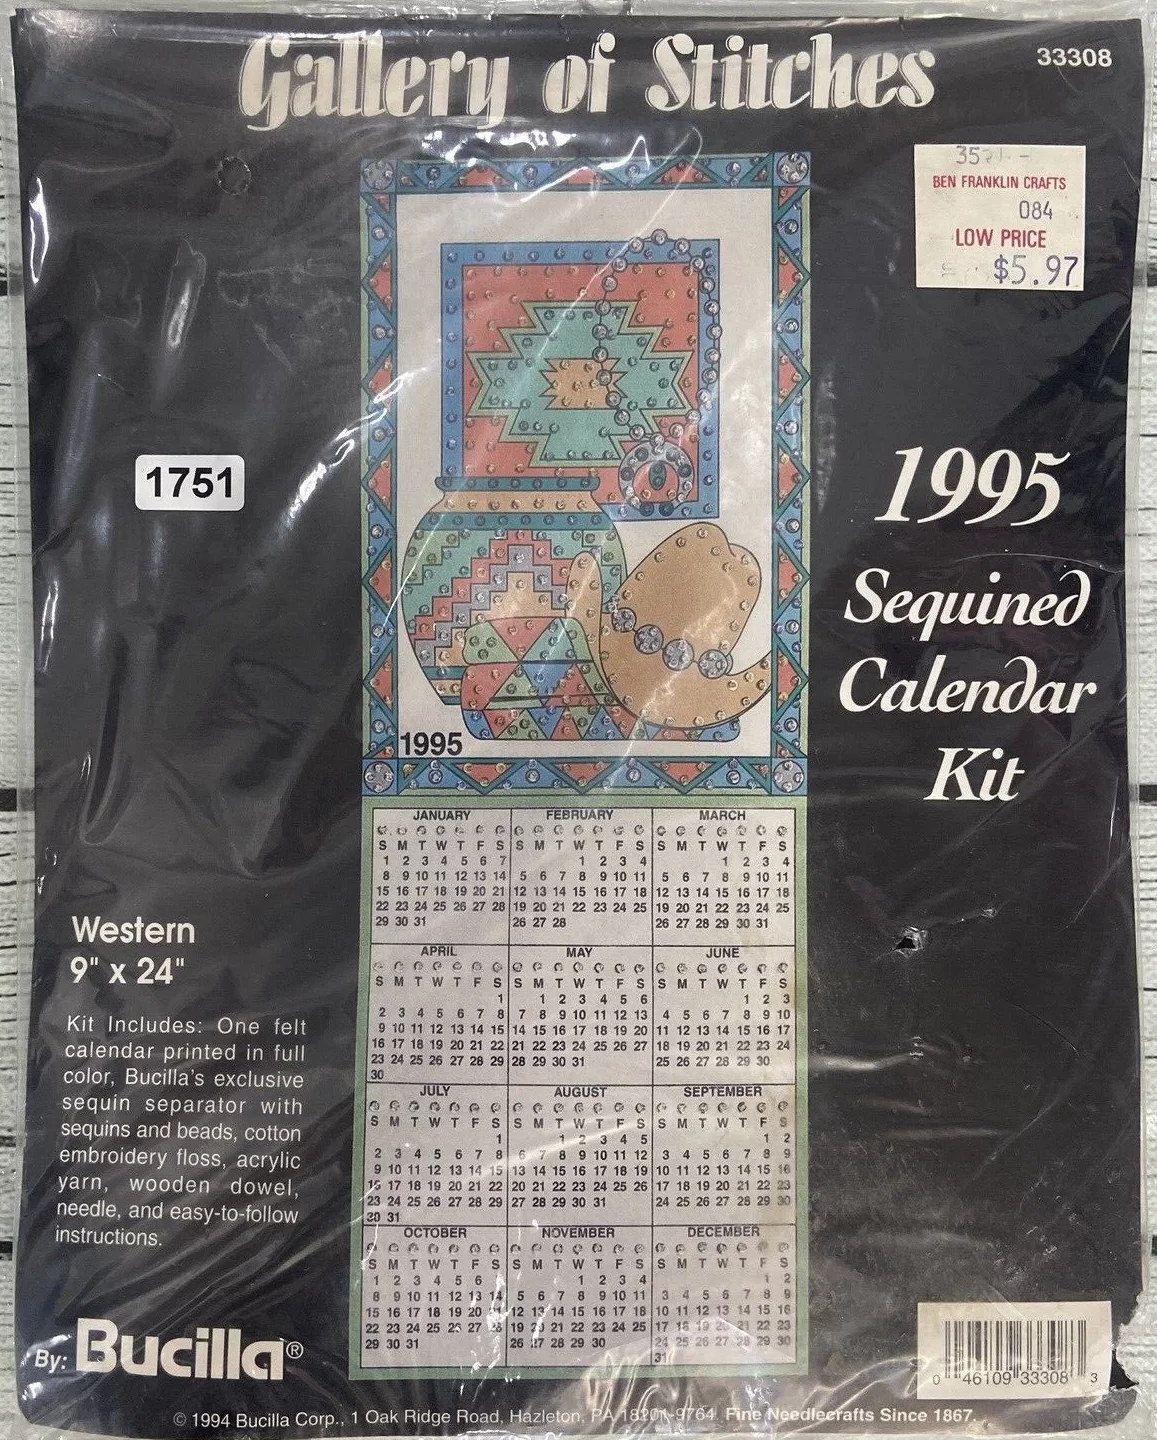 Gallery of Stitches
33308
BEN FRANKLIN CRAFTS
084
LOW PRICE
$5.97
1751
1995
Sequined
Calendar
Kit
1995
Western
9" x 24"
Kit Includes: One felt
calendar printed in full
color, Bucilla's exclusive
sequin separator with
sequins and beads, cotton
embroidery floss, acrylic
yarn, wooden dowel,
needle, and easy-to-follow
instructions.
By: Bucilla®
JANUARY
S M T W T F S
1 2 3 4 5 6 7
8 9 10 11 12 13 14
15 16 17 18 19 20 21
22 23 24 25 26 27 28
29 30 31
FEBRUARY
S M T W T F S
1 2 3 4
5 6 7 8 9 10 11
12 13 14 15 16 17 18
19 20 21 22 23 24 25
26 27 28
MARCH
S M T W T F S
1 2 3 4
5 6 7 8 9 10 11
12 13 14 15 16 17 18
19 20 21 22 23 24 25
26 27 28 29 30 31
APRIL
S M T W T F S
1
2 3 4 5 6 7 8
9 10 11 12 13 14 15
16 17 18 19 20 21 22
23 24 25 26 27 28 29
30
MAY
S M T W T F S
1 2 3 4 5 6
7 8 9 10 11 12 13
14 15 16 17 18 19 20
21 22 23 24 25 26 27
28 29 30 31
JUNE
S M T W T F S
1 2 3
4 5 6 7 8 9 10
11 12 13 14 15 16 17
18 19 20 21 22 23 24
25 26 27 28 29 30
JULY
S M T W T F S
1
2 3 4 5 6 7 8
9 10 11 12 13 14 15
16 17 18 19 20 21 22
23 24 25 26 27 28 29
30 31
AUGUST
S M T W T F S
1 2 3 4 5
6 7 8 9 10 11 12
13 14 15 16 17 18 19
20 21 22 23 24 25 26
27 28 29 30 31
SEPTEMBER
S M T W T F S
1 2
3 4 5 6 7 8 9
10 11 12 13 14 15 16
17 18 19 20 21 22 23
24 25 26 27 28 29 30
OCTOBER
S M T W T F S
1 2 3 4 5 6 7
8 9 10 11 12 13 14
15 16 17 18 19 20 21
22 23 24 25 26 27 28
29 30 31
NOVEMBER
S M T W T F S
1 2 3 4
5 6 7 8 9 10 11
12 13 14 15 16 17 18
19 20 21 22 23 24 25
26 27 28 29 30
DECEMBER
S M T W T F S
1 2
3 4 5 6 7 8 9
10 11 12 13 14 15 16
17 18 19 20 21 22 23
24 25 26 27 28 29 30
31
0 46109 33308 3
© 1994 Bucilla Corp., 1 Oak Ridge Road, Hazleton, PA 18201-9764. Fine Needlecrafts Since 1867.